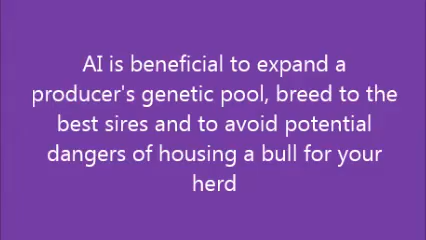 AI is beneficial to expand a
producer's genetic pool, breed to the
best sires and to avoid potential
dangers of housing a bull for your
herd